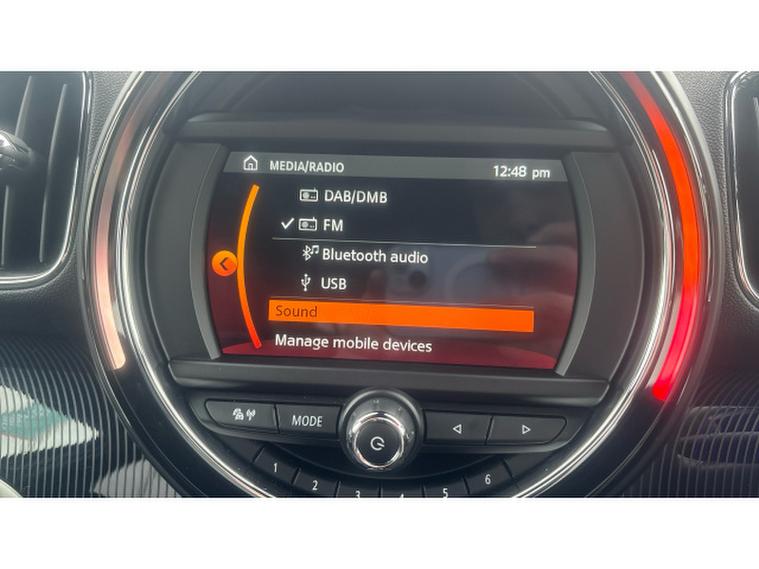 MEDIA/RADIO 12:48 pm
DAB/DMB
FM
Bluetooth audio
USB
Sound
Manage mobile devices
MODE
1 2 3 4 5 6